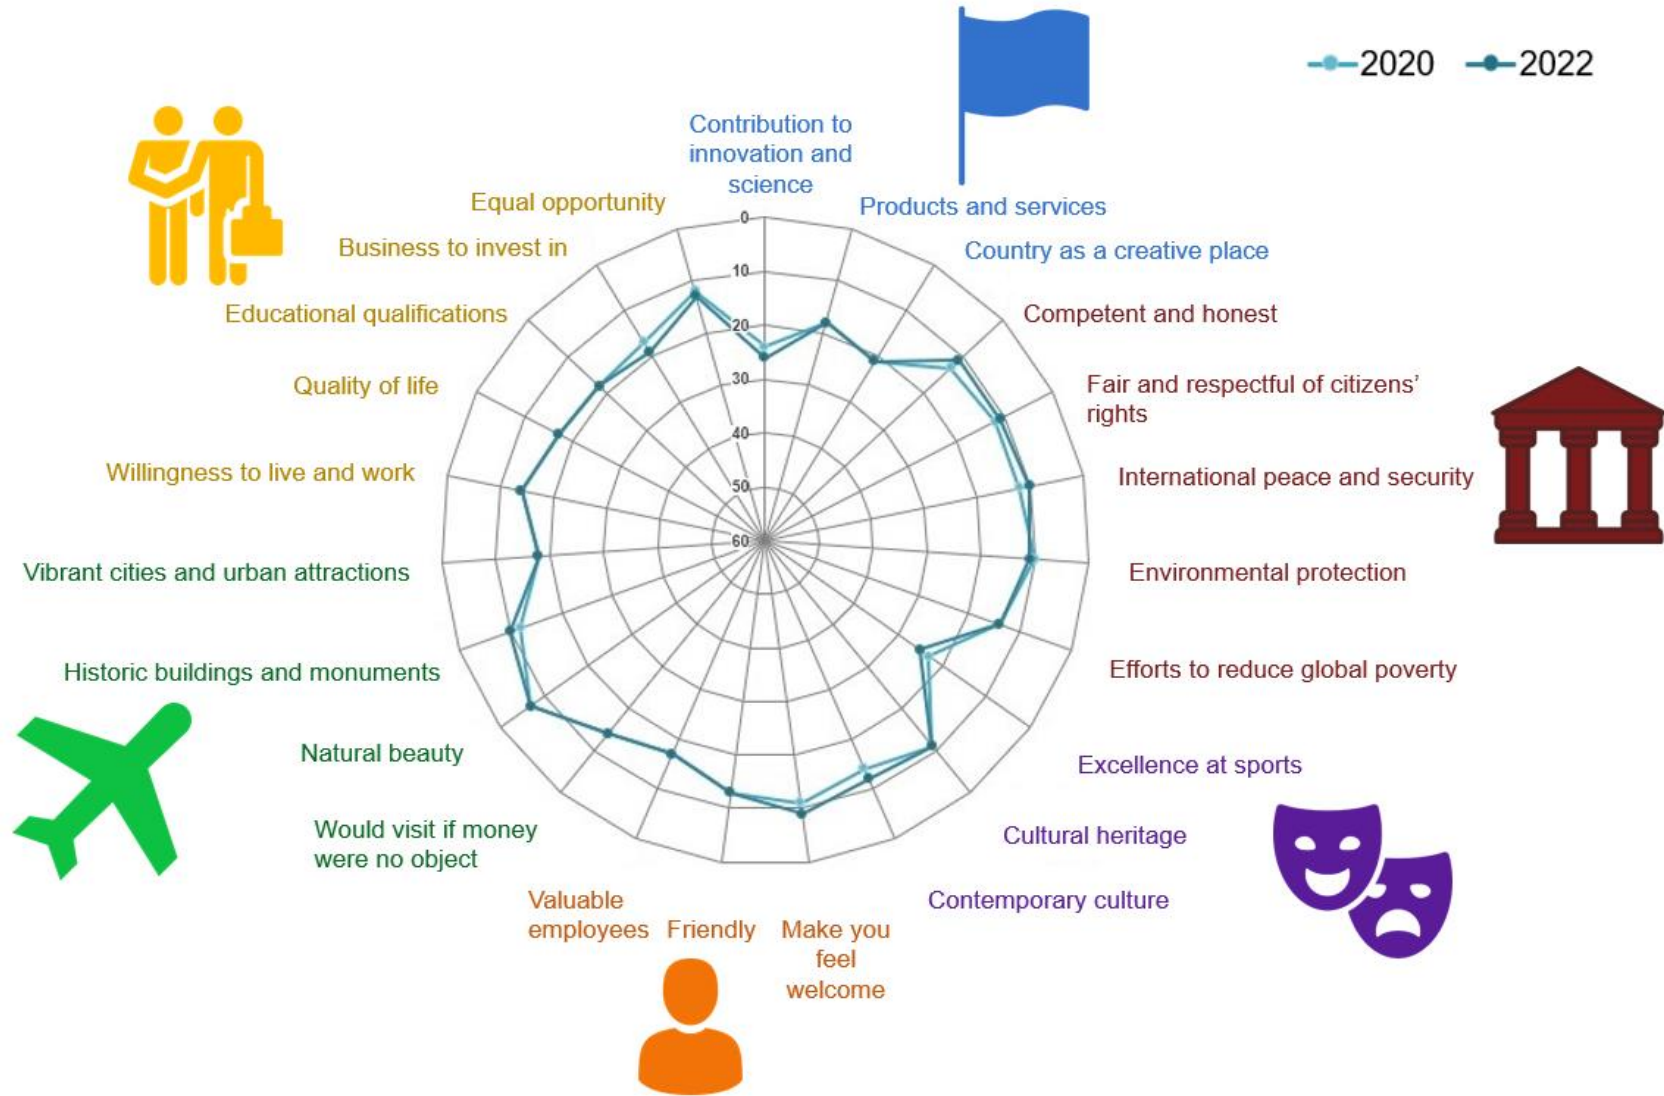 2020
2022
Contribution to
innovation and
science
Equal opportunity
Products and services
Business to invest in
Country as a creative place
Educational qualifications
Competent and honest
Quality of life
Fair and respectful of citizens’
rights
Willingness to live and work
International peace and security
Vibrant cities and urban attractions
Environmental protection
Historic buildings and monuments
Efforts to reduce global poverty
Natural beauty
Excellence at sports
Would visit if money
were no object
Cultural heritage
Valuable
employees
Friendly
Make you
feel
welcome
Contemporary culture
0
10
20
30
40
50
60